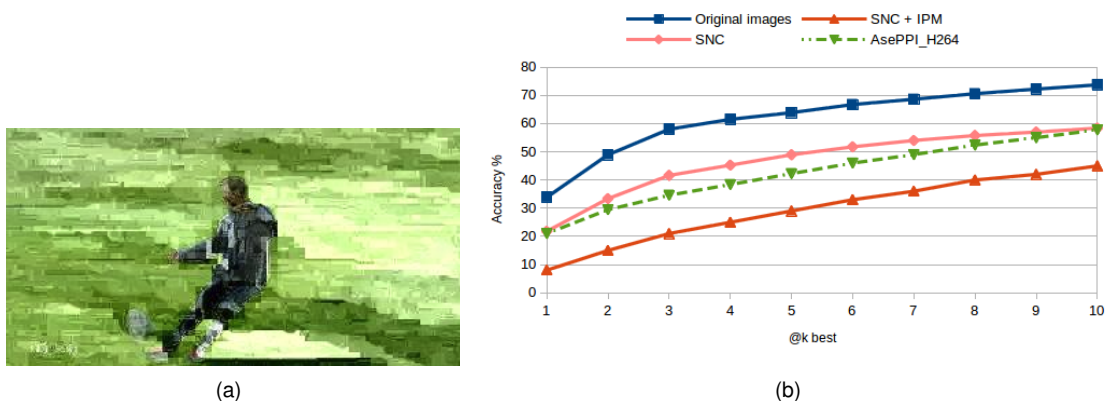 Original images
SNC + IPM
SNC
AsePPI_H264
80
70
60
50
40
30
20
10
0
Accuracy %
1 2 3 4 5 6 7 8 9 10
@k best
(a)
(b)